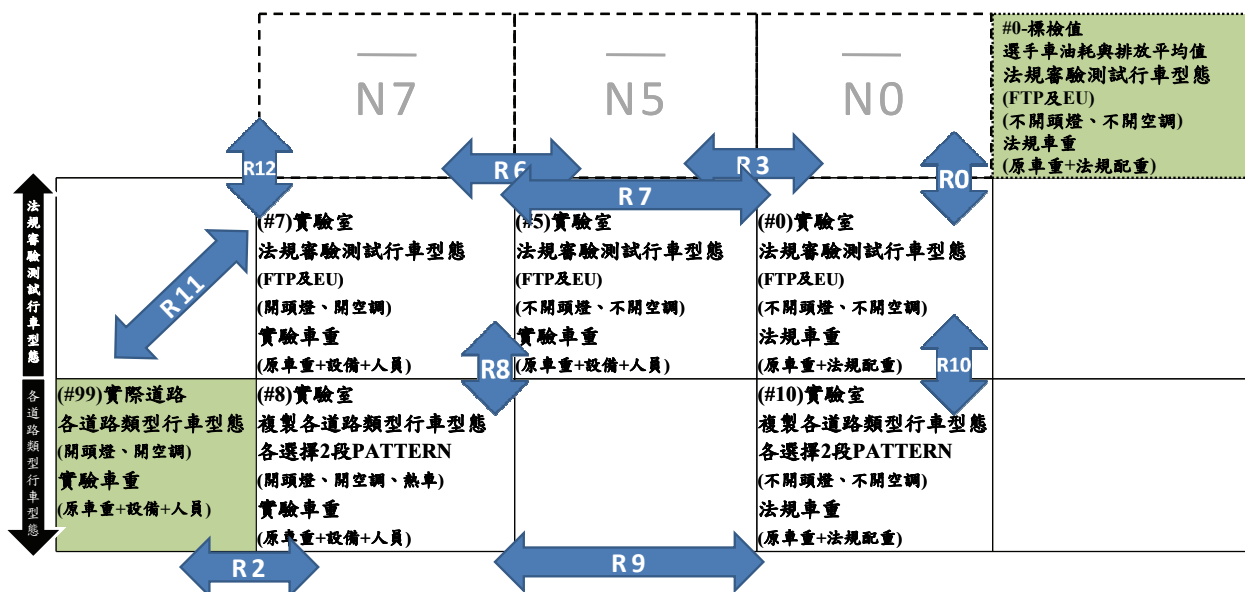 N7
N5
N0
#0-標檢值
選手車油耗與排放平均值
法規審驗測試行車型態
(FTP及EU)
(不開頭燈、不開空調)
法規車重
(原車重+法規配重)
R12
R6
R3
R0
R7
法規審驗測試行車型態
R11
(#7)實驗室
法規審驗測試行車型態
(FTP及EU)
(開頭燈、開空調)
實驗車重
(原車重+設備+人員)
(#5)實驗室
法規審驗測試行車型態
(FTP及EU)
(不開頭燈、不開空調)
實驗車重
(原車重+設備+人員)
(#0)實驗室
法規審驗測試行車型態
(FTP及EU)
(不開頭燈、不開空調)
法規車重
(原車重+法規配重)
R8
R10
各道路類型行車型態
(#99)實際道路
各道路類型行車型態
(開頭燈、開空調)
實驗車重
(原車重+設備+人員)
(#8)實驗室
複製各道路類型行車型態
各選擇2段PATTERN
(開頭燈、開空調、熱車)
實驗車重
(原車重+設備+人員)
(#10)實驗室
複製各道路類型行車型態
各選擇2段PATTERN
(不開頭燈、不開空調)
法規車重
(原車重+法規配重)
R2
R9